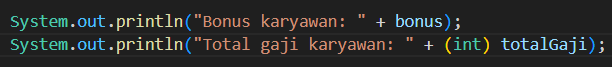 System.out.println("Bonus karyawan: " + bonus);
System.out.println("Total gaji karyawan: " + (int) totalGaji);